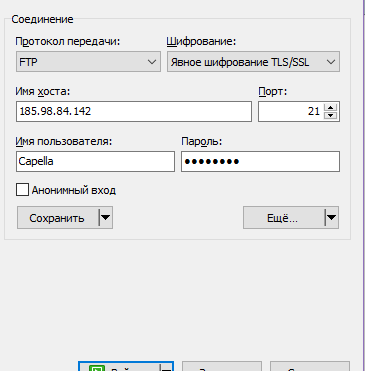 Соединение
Протокол передачи: Шифрование:
FTP Явное шифрование TLS/SSL
Имя хоста: Порт:
185.98.84.142 21
Имя пользователя: Пароль:
Capella ●●●●●●●●
Анонимный вход
Сохранить Ещё...